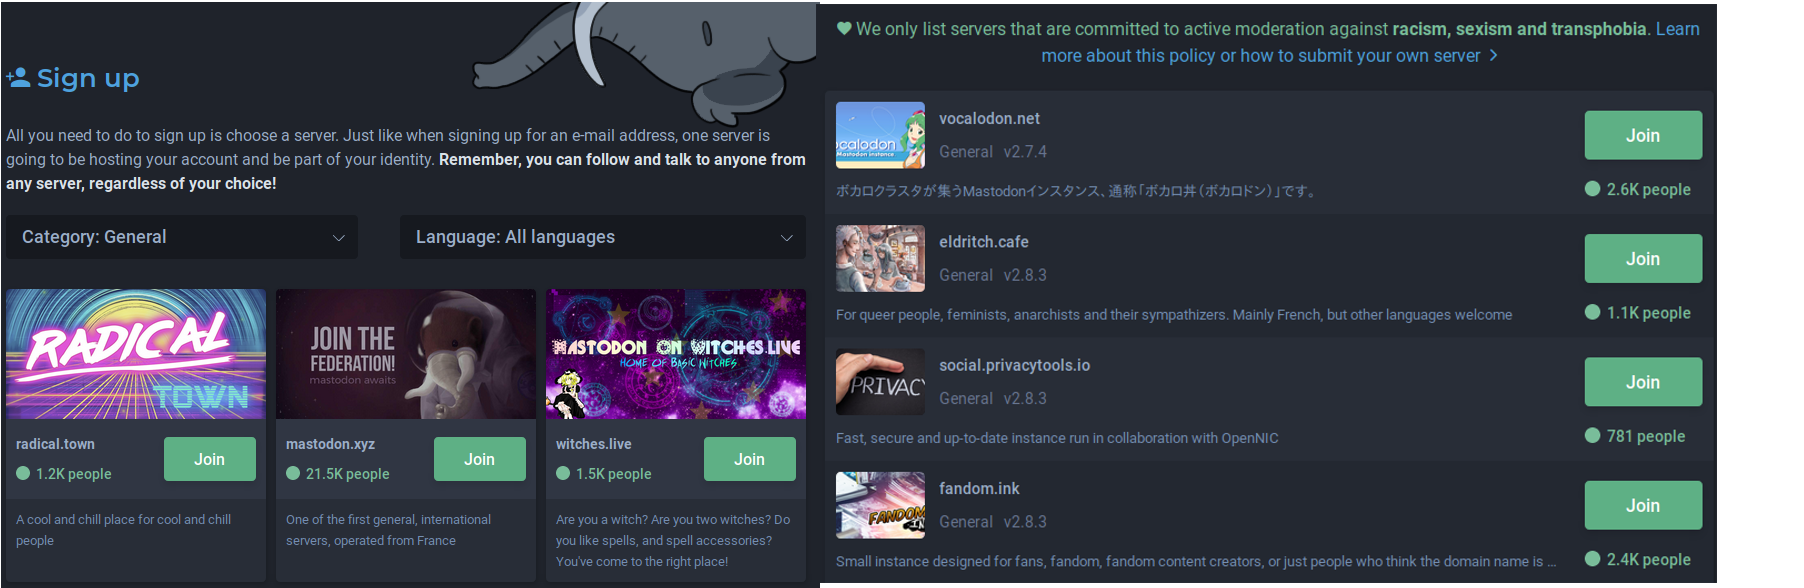 Sign up
All you need to do to sign up is choose a server. Just like when signing up for an e-mail address, one server is
going to be hosting your account and be part of your identity. Remember, you can follow and talk to anyone from
any server, regardless of your choice!
Category: General
Language: All languages
RADICAL
TOWN
radical.town
1.2K people
Join
A cool and chill place for cool and chill
people
JOIN THE
FEDERATION!
mastodon awaits
mastodon.xyz
21.5K people
Join
One of the first general, international
servers, operated from France
MASTODON ON WITCHES.LIVE
HOME OF BASIC WITCHES
witches.live
1.5K people
Join
Are you a witch? Are you two witches? Do
you like spells, and spell accessories?
You've come to the right place!
We only list servers that are committed to active moderation against racism, sexism and transphobia. Learn
more about this policy or how to submit your own server
ocalodon
Mastodon instance.
vocalodon.net
General v2.7.4
Join
ボカロクラスタが集うMastodonインスタンス、通称「ボカロ丼（ボカロドン）」です。
2.6K people
eldritch.cafe
General v2.8.3
Join
For queer people, feminists, anarchists and their sympathizers. Mainly French, but other languages welcome
1.1K people
PRIVAC
social.privacytools.io
General v2.8.3
Join
Fast, secure and up-to-date instance run in collaboration with OpenNIC
781 people
FANDOM
INK
fandom.ink
General v2.8.3
Join
Small instance designed for fans, fandom, fandom content creators, or just people who think the domain name is ...
2.4K people